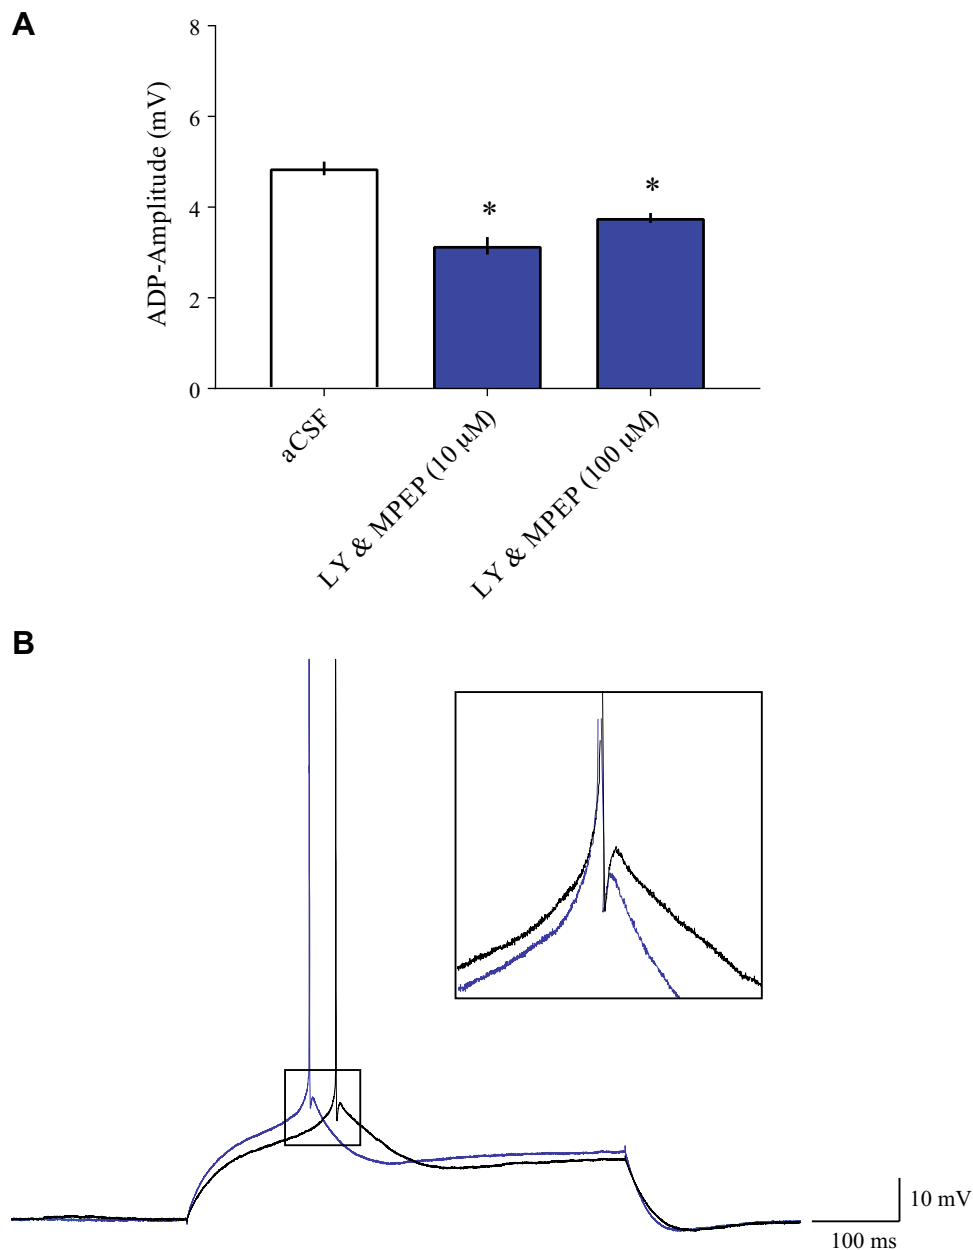 A
8
6
4
2
0
ADP-Amplitude (mV)
*
*
aCSF
LY & MPEP (10 µM)
LY & MPEP (100 µM)
B
10 mV
100 ms